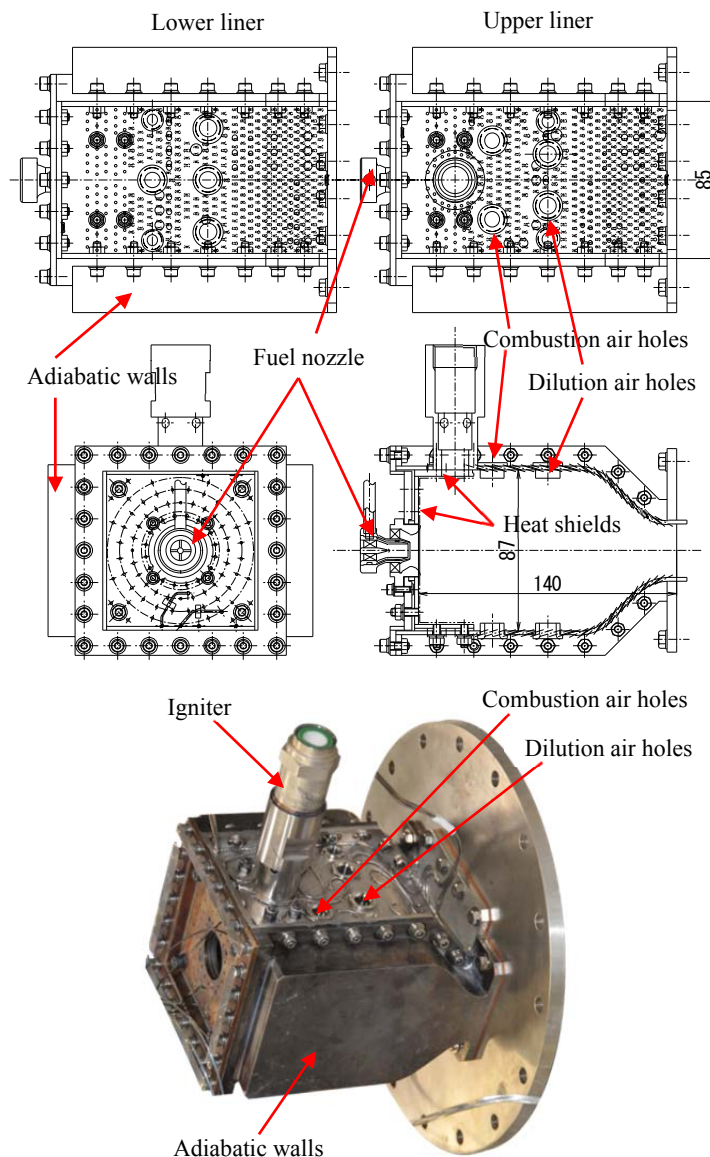 Lower liner
Upper liner
85
Combustion air holes
Fuel nozzle
Adiabatic walls
Dilution air holes
Heat shields
87
140
Combustion air holes
Igniter
Dilution air holes
Adiabatic walls